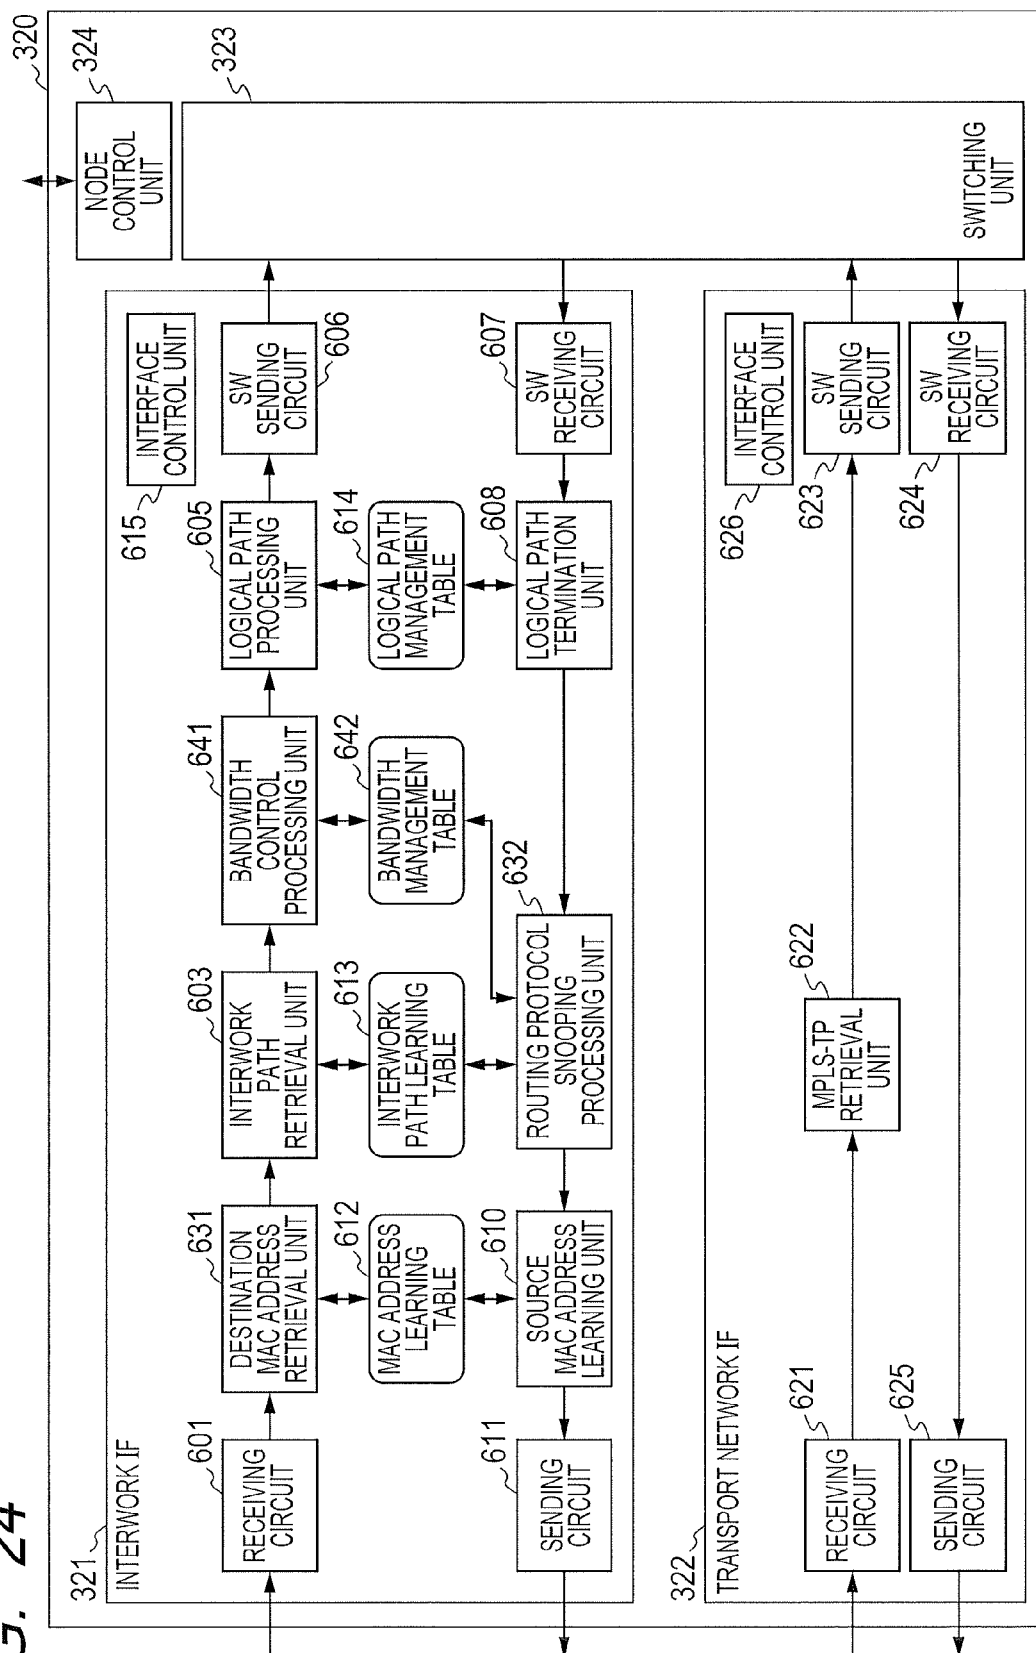 G. 24
320
324
NODE
CONTROL
UNIT
323
SWITCHING
UNIT
321
INTERWORK IF
601
RECEIVING
CIRCUIT
631
DESTINATION
MAC ADDRESS
RETRIEVAL UNIT
603
INTERWORK
PATH
RETRIEVAL UNIT
641
BANDWIDTH
CONTROL
PROCESSING UNIT
605
LOGICAL PATH
PROCESSING
UNIT
615
INTERFACE
CONTROL UNIT
606
SW
SENDING
CIRCUIT
612
MAC ADDRESS
LEARNING
TABLE
613
INTERWORK
PATH LEARNING
TABLE
642
BANDWIDTH
MANAGEMENT
TABLE
614
LOGICAL PATH
MANAGEMENT
TABLE
611
SENDING
CIRCUIT
610
SOURCE
MAC ADDRESS
LEARNING UNIT
632
ROUTING PROTOCOL
SNOOPING
PROCESSING UNIT
608
LOGICAL PATH
TERMINATION
UNIT
607
SW
RECEIVING
CIRCUIT
322
TRANSPORT NETWORK IF
621
RECEIVING
CIRCUIT
622
MPLS-TP
RETRIEVAL
UNIT
626
INTERFACE
CONTROL UNIT
623
SW
SENDING
CIRCUIT
625
SENDING
CIRCUIT
624
SW
RECEIVING
CIRCUIT